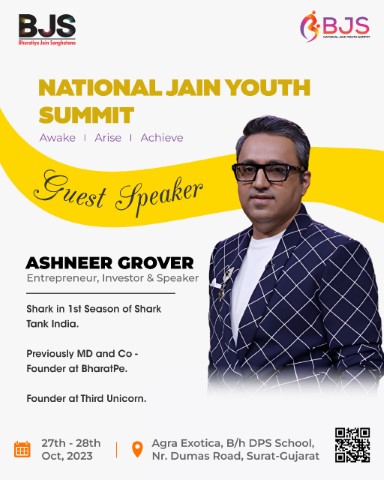 BJS
Bharatiya Jain Sanghatana
BJS
NATIONAL JAIN YOUTH SUMMIT
NATIONAL JAIN YOUTH
SUMMIT
Awake | Arise | Achieve
Guest Speaker
ASHNEER GROVER
Entrepreneur, Investor & Speaker
Shark in 1st Season of Shark
Tank India.
Previously MD and Co -
Founder at BharatPe.
Founder at Third Unicorn.
27th - 28th
Oct, 2023
Agra Exotica, B/h DPS School,
Nr. Dumas Road, Surat-Gujarat